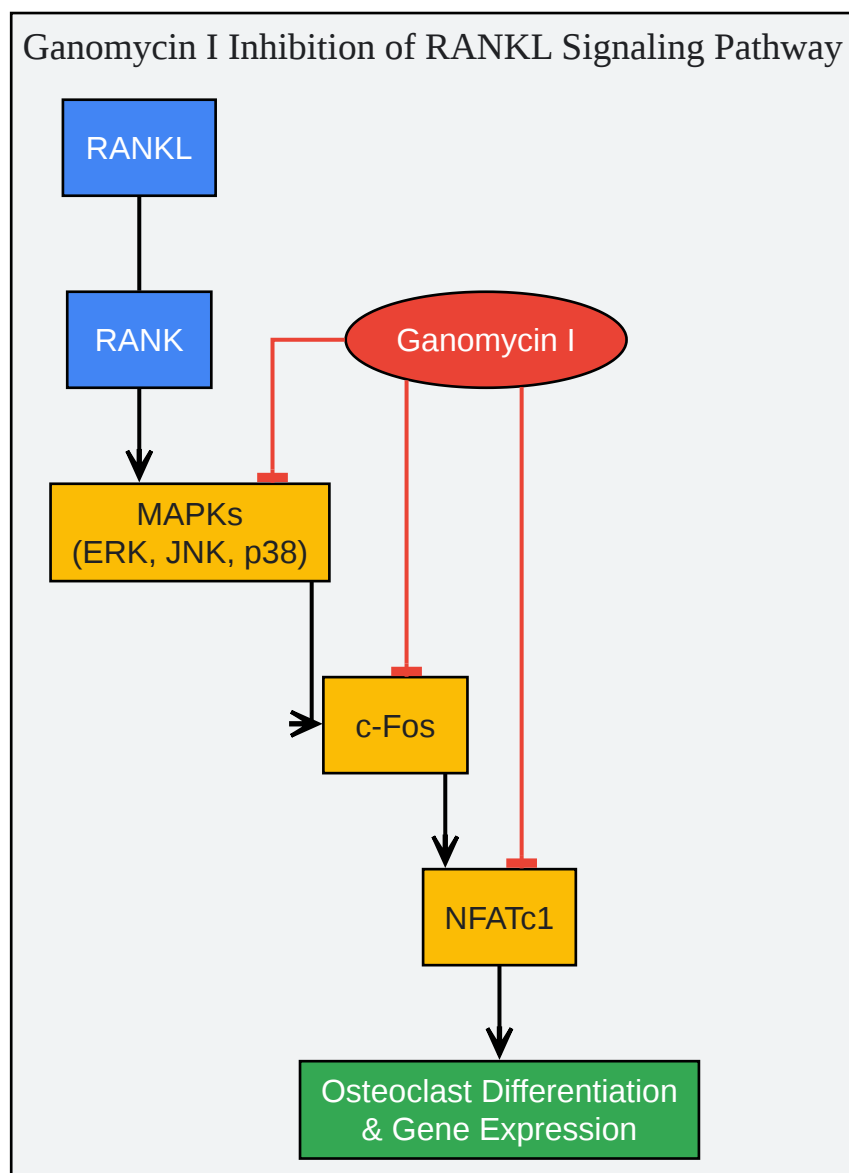 Ganomycin I Inhibition of RANKL Signaling Pathway
RANKL
RANK
Ganomycin I
MAPKs
(ERK, JNK, p38)
c-Fos
NFATc1
Osteoclast Differentiation
& Gene Expression